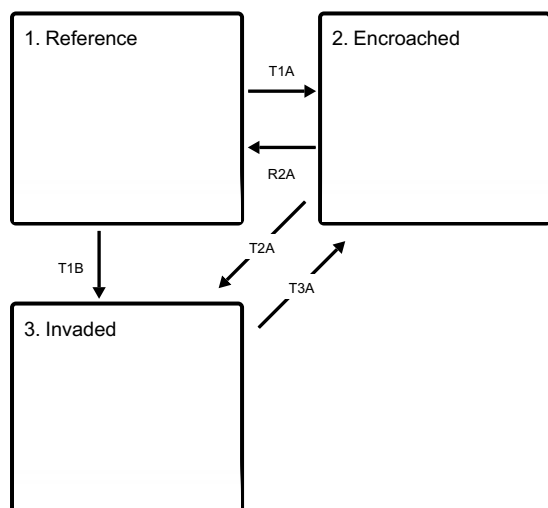 1. Reference
2. Encroached
T1A
R2A
T1B
T2A
T3A
3. Invaded